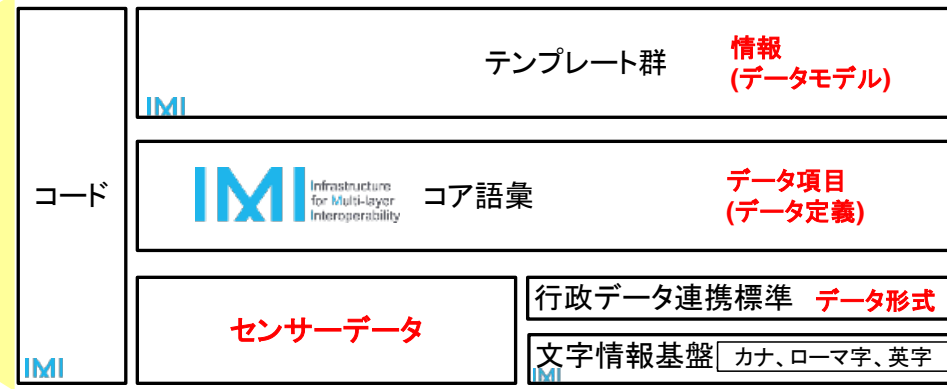 コード
IMI
テンプレート群
情報
(データモデル)
IMI
IMI
Infrastructure
for Multi-layer
Interoperability
コア語彙
データ項目
(データ定義)
センサーデータ
行政データ連携標準 データ形式
文字情報基盤 カナ、ローマ字、英字
IMI